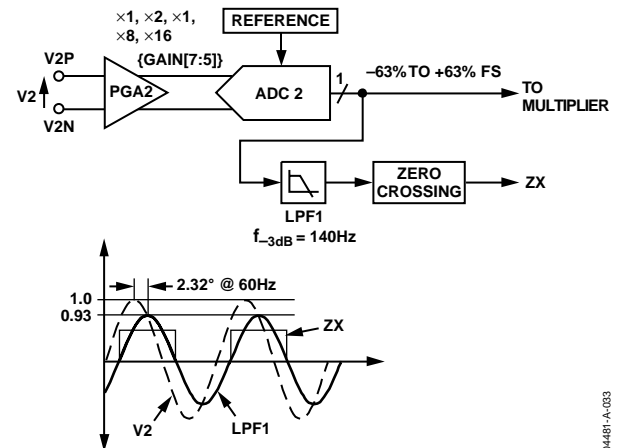 ×1, ×2, ×1,
×8, ×16
REFERENCE
{GAIN[7:5]}
V2P
V2
V2N
PGA2
ADC 2
1
–63% TO +63% FS
TO
MULTIPLIER
LPF1
f–3dB = 140Hz
ZERO
CROSSING
ZX
2.32° @ 60Hz
1.0
0.93
ZX
V2
LPF1
04481-A-033